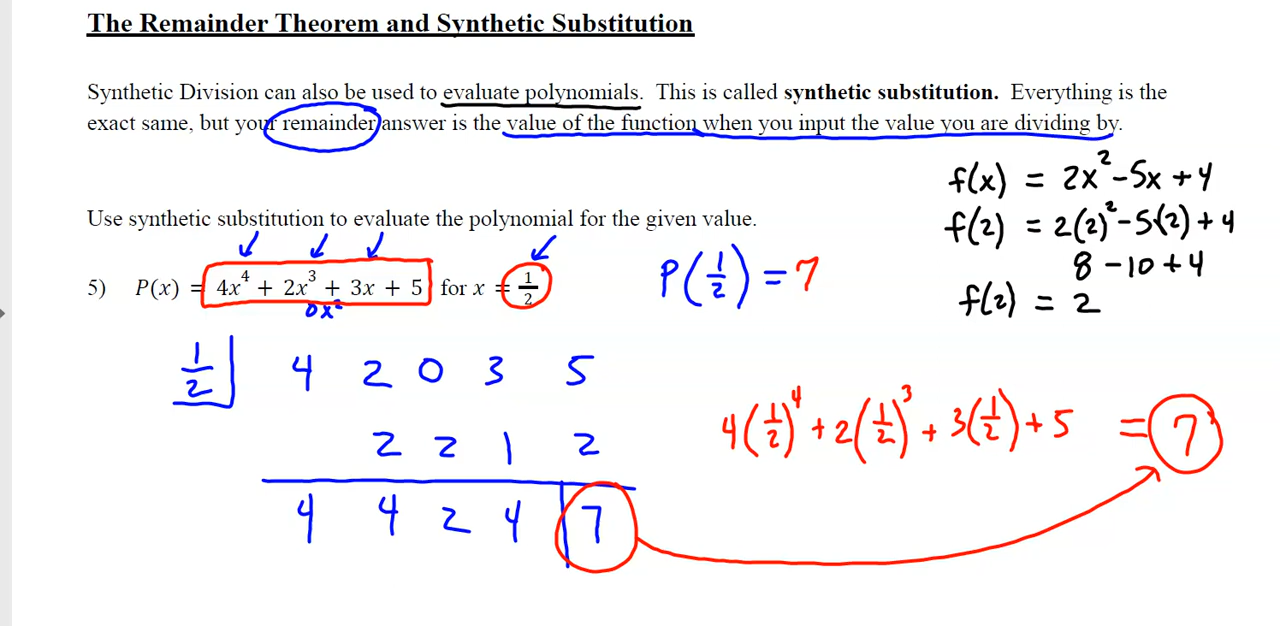 The Remainder Theorem and Synthetic Substitution
Synthetic Division can also be used to evaluate polynomials. This is called synthetic substitution. Everything is the
exact same, but your remainder answer is the value of the function when you input the value you are dividing by.
f(x) = 2x² - 5x + 4
f(2) = 2(2)² - 5(2) + 4
8 - 10 + 4
f(2) = 2
Use synthetic substitution to evaluate the polynomial for the given value.
5) P(x) = 4x⁴ + 2x³ + 3x + 5 for x = 1/2
0x²
P(1/2) = 7
1/2 4 2 0 3 5
2 2 1 2
4 4 2 4 7
4(1/2)⁴ + 2(1/2)³ + 3(1/2) + 5 = 7